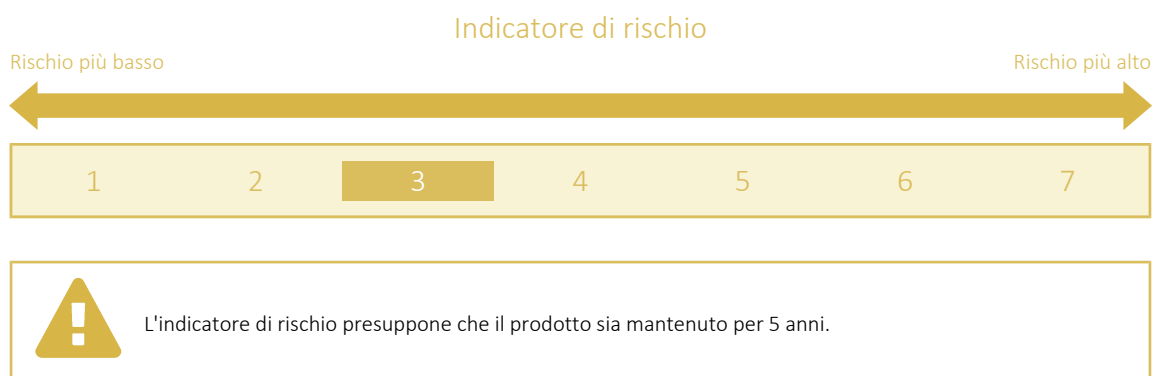 Indicatore di rischio
Rischio più basso Rischio più alto
1 2 3 4 5 6 7
L'indicatore di rischio presuppone che il prodotto sia mantenuto per 5 anni.